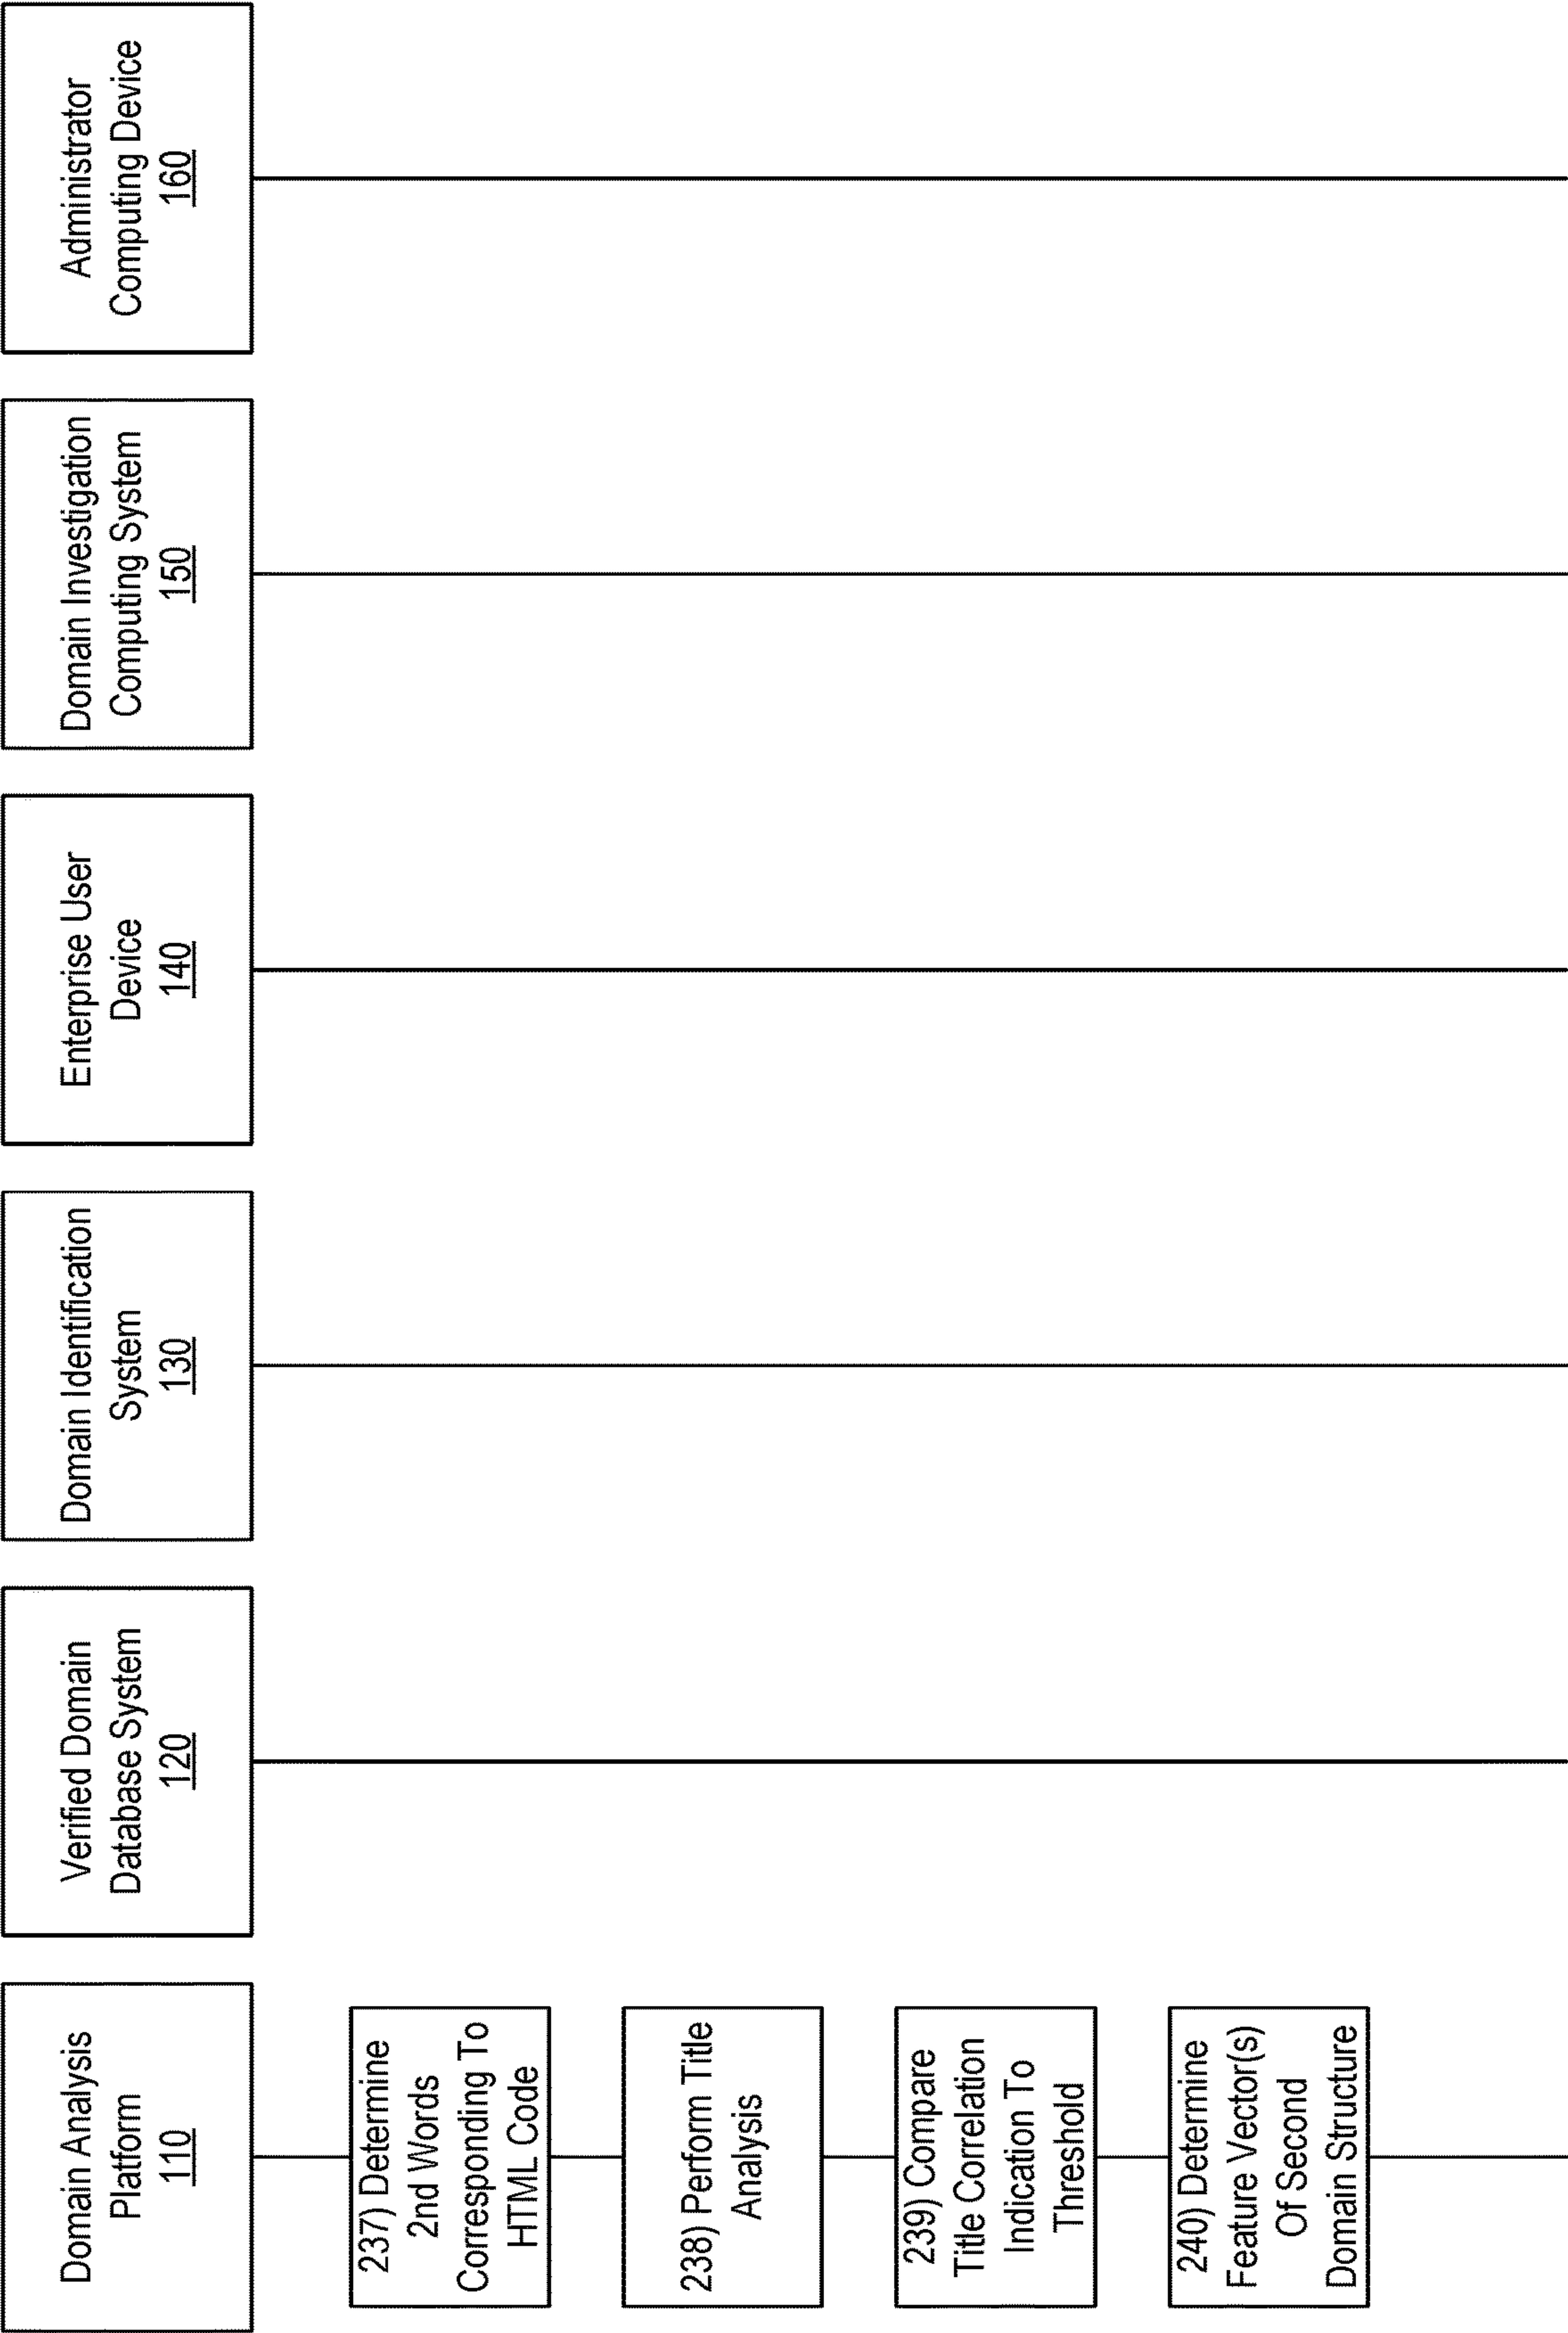 Domain Analysis
Platform
110
Verified Domain
Database System
120
Domain Identification
System
130
Enterprise User
Device
140
Domain Investigation
Computing System
150
Administrator
Computing Device
160
237) Determine
2nd Words
Corresponding To
HTML Code
238) Perform Title
Analysis
239) Compare
Title Correlation
Indication To
Threshold
240) Determine
Feature Vector(s)
Of Second
Domain Structure